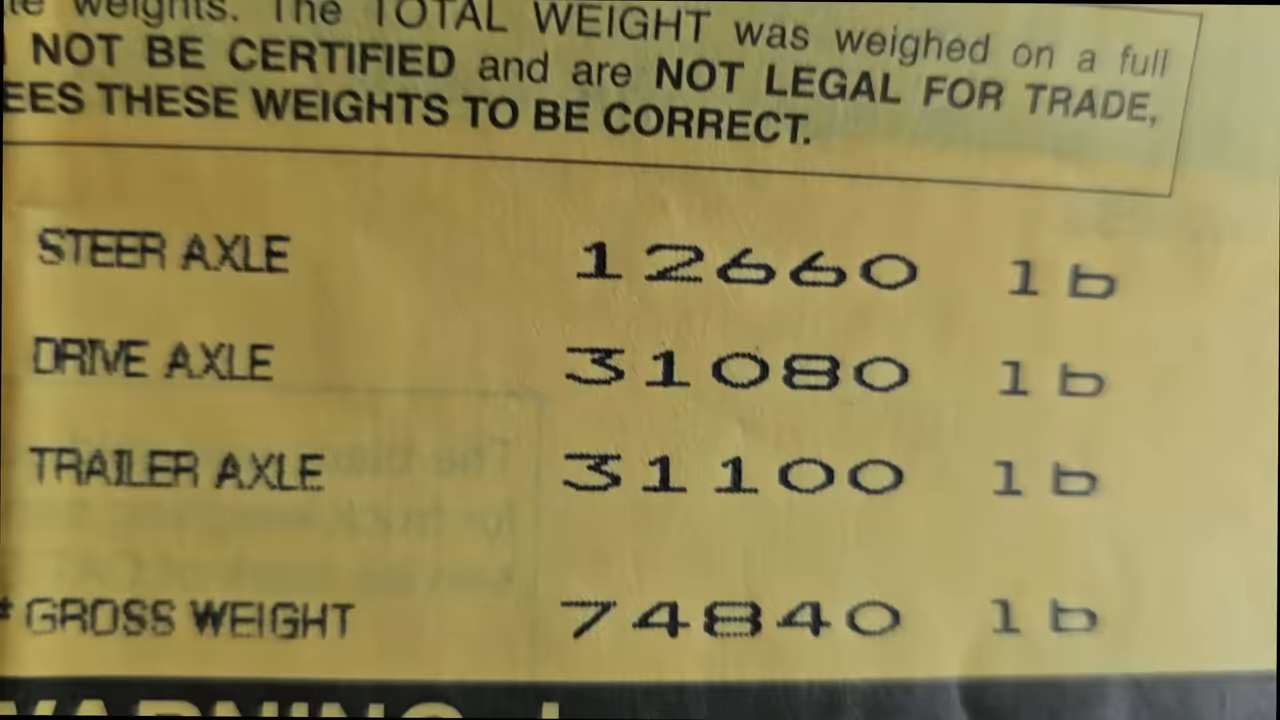 weights. The TOTAL WEIGHT was weighed on a full
NOT BE CERTIFIED and are NOT LEGAL FOR TRADE,
EES THESE WEIGHTS TO BE CORRECT.
STEER AXLE 12660 lb
DRIVE AXLE 31080 lb
TRAILER AXLE 31100 lb
* GROSS WEIGHT 74840 lb
WARNING !